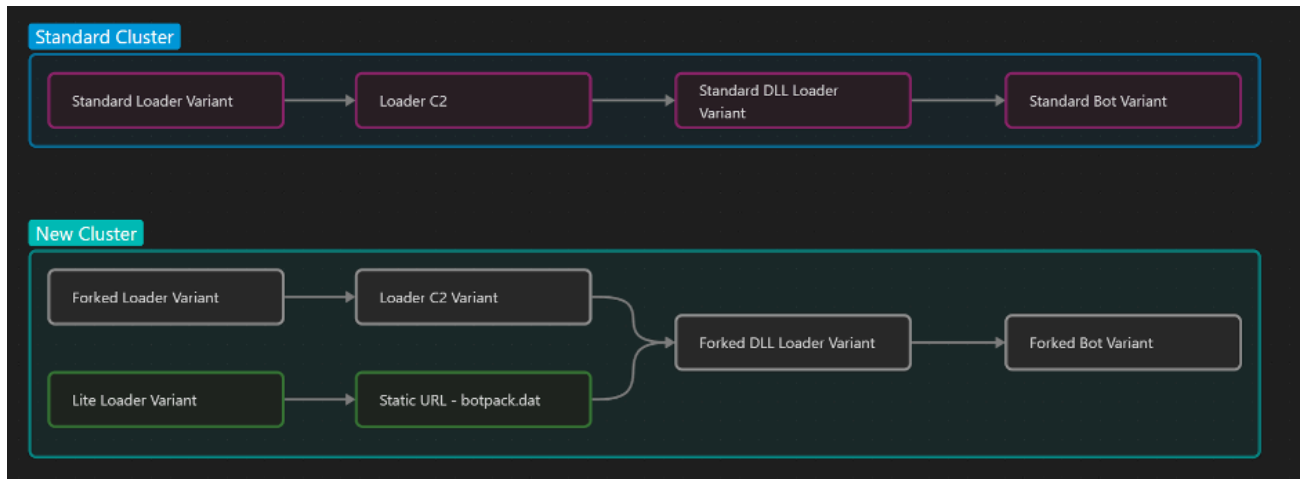 Standard Cluster
Standard Loader Variant
Loader C2
Standard DLL Loader
Variant
Standard Bot Variant
New Cluster
Forked Loader Variant
Loader C2 Variant
Forked DLL Loader Variant
Forked Bot Variant
Lite Loader Variant
Static URL - botpack.dat